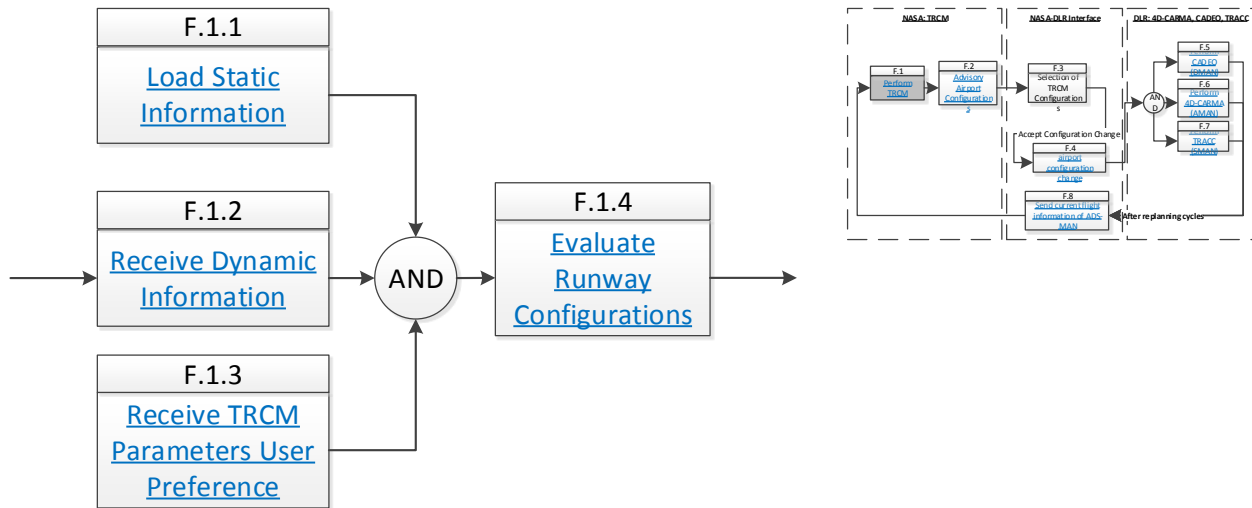 F.1.1
Load Static
Information
F.1.2
Receive Dynamic
Information
F.1.3
Receive TRCM
Parameters User
Preference
AND
F.1.4
Evaluate
Runway
Configurations
NASA: TRCM
NASA-DLR Interface
DLR: 4D-CARMA, CADEO, TRACC
F.1
Perform
TRCM
F.2
Advisory
Airport
Configuration
s
F.3
Selection of
TRCM
Configuration
s
Accept Configuration Change
F.4
airport
configuration
change
AN
D
F.5
CADEO
(DMAN)
F.6
Perform
4D-CARMA
(AMAN)
F.7
TRACC
(SMAN)
F.8
Send current flight
information of ADS-
MAN
After replanning cycles